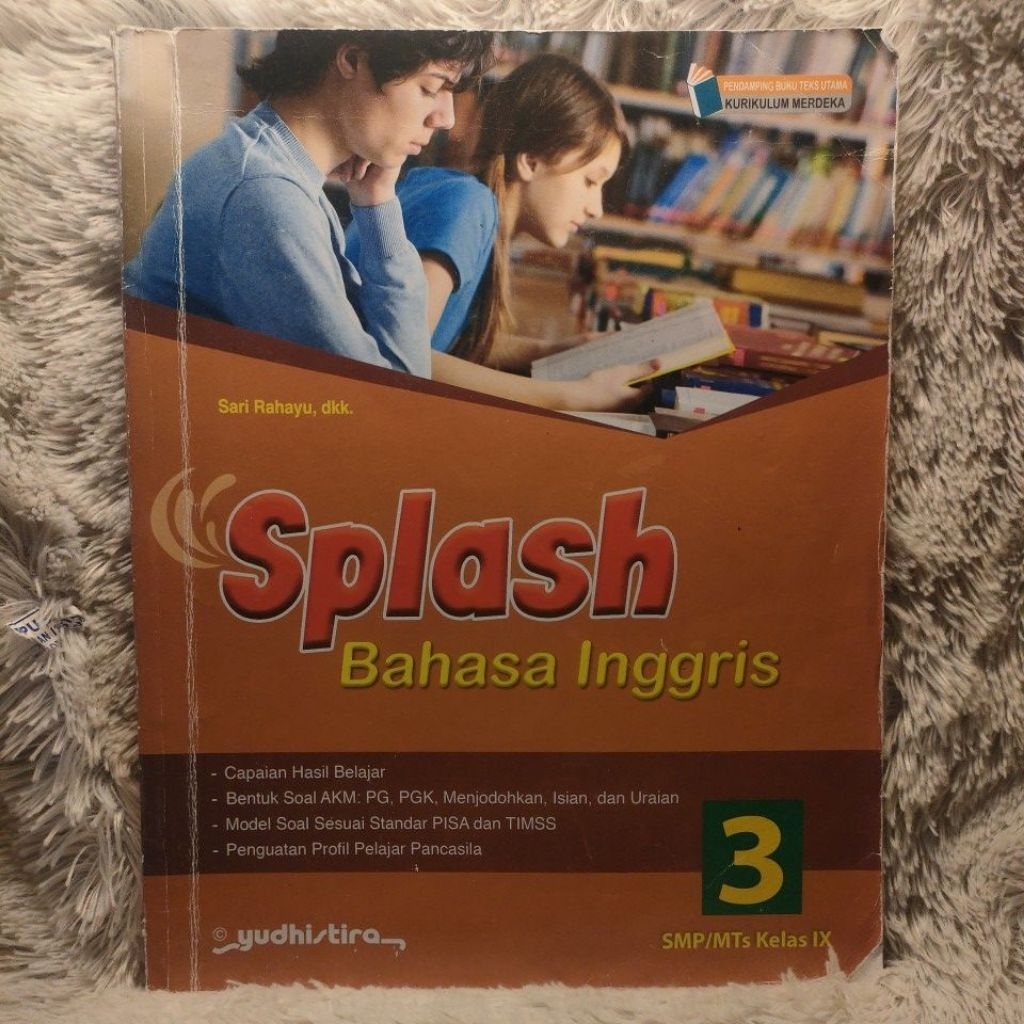 PENDAMPING BUKU TEKS UTAMA
KURIKULUM MERDEKA
Sari Rahayu, dkk.
Splash
Bahasa Inggris
- Capaian Hasil Belajar
- Bentuk Soal AKM: PG, PGK, Menjodohkan, Isian, dan Uraian
- Model Soal Sesuai Standar PISA dan TIMSS
- Penguatan Profil Pelajar Pancasila
3
© yudhistira
SMP/MTs Kelas IX